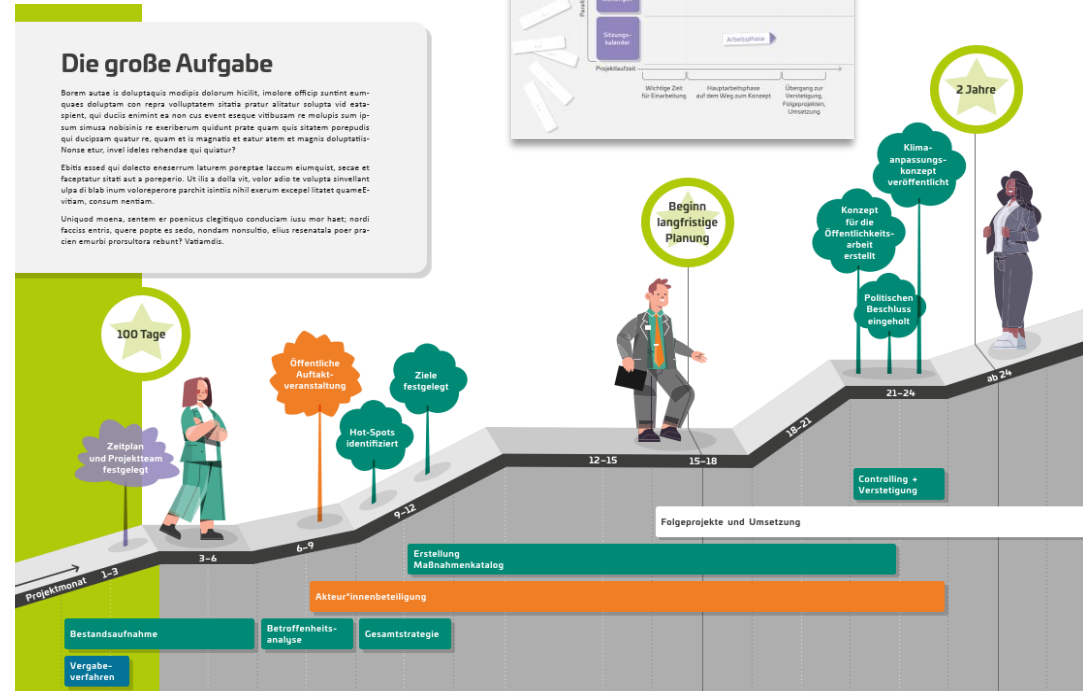 Die große Aufgabe
Borem autae is doluptaquis modipis dolorum hicilit, imolore officip suntint eum-
quaes doluptam con repra volluptatem sitatia pratur alitatur solupta vid eata-
spient, qui duciis enimint ea non cus event eseque vitibusam re molupis sum ip-
sum simusa nobisinis re exeriberum quidunt prate quam quis sitatem porepudis
qui ducipsam quatur re, quam et is magnatis et eatur atem et magnis doluptatiis-
Nonse etur, invel ideles rehendae qui quiatur?
Ebitis essed qui dolecto eneserrum laturem poreptae laccum eiumquist, secae et
faceptatur sitati aut a poreperio. Ut ilis a dolla vit, volor adio te volupta sinvellant
ulpa di blab inum voloreperore parchit isintiis nihil exerum excepel litatet quameE-
vitiam, consum nentiam.
Uniquod moena, sentem er poenicus clegitiquo conduciam iusu mor haet; nordi
facciss entris, quere popte es sedo, nondam nonsultio, elius resenatala poer pra-
cien emurbi prorsultora rebunt? Vatiamdis.
Sitzungs-
kalender
Arbeitsphase
Projektlaufzeit
Wichtige Zeit
für Einarbeitung
Hauptarbeitsphase
auf dem Weg zum Konzept
Übergang zur
Verstetigung,
Folgeprojekten,
Umsetzung
2 Jahre
Klima-
anpassungs-
konzept
veröffentlicht
Beginn
langfristige
Planung
Konzept
für die
Öffentlichkeits-
arbeit
erstellt
Politischen
Beschluss
eingeholt
100 Tage
Öffentliche
Auftakt-
veranstaltung
Ziele
festgelegt
Hot-Spots
identifiziert
Zeitplan
und Projektteam
festgelegt
Projektmonat
1–3
3–6
6–9
9–12
12–15
15–18
18–21
21–24
ab 24
Controlling +
Verstetigung
Folgeprojekte und Umsetzung
Erstellung
Maßnahmenkatalog
Akteur*innenbeteiligung
Bestandsaufnahme
Betroffenheits-
analyse
Gesamtstrategie
Vergabe-
verfahren